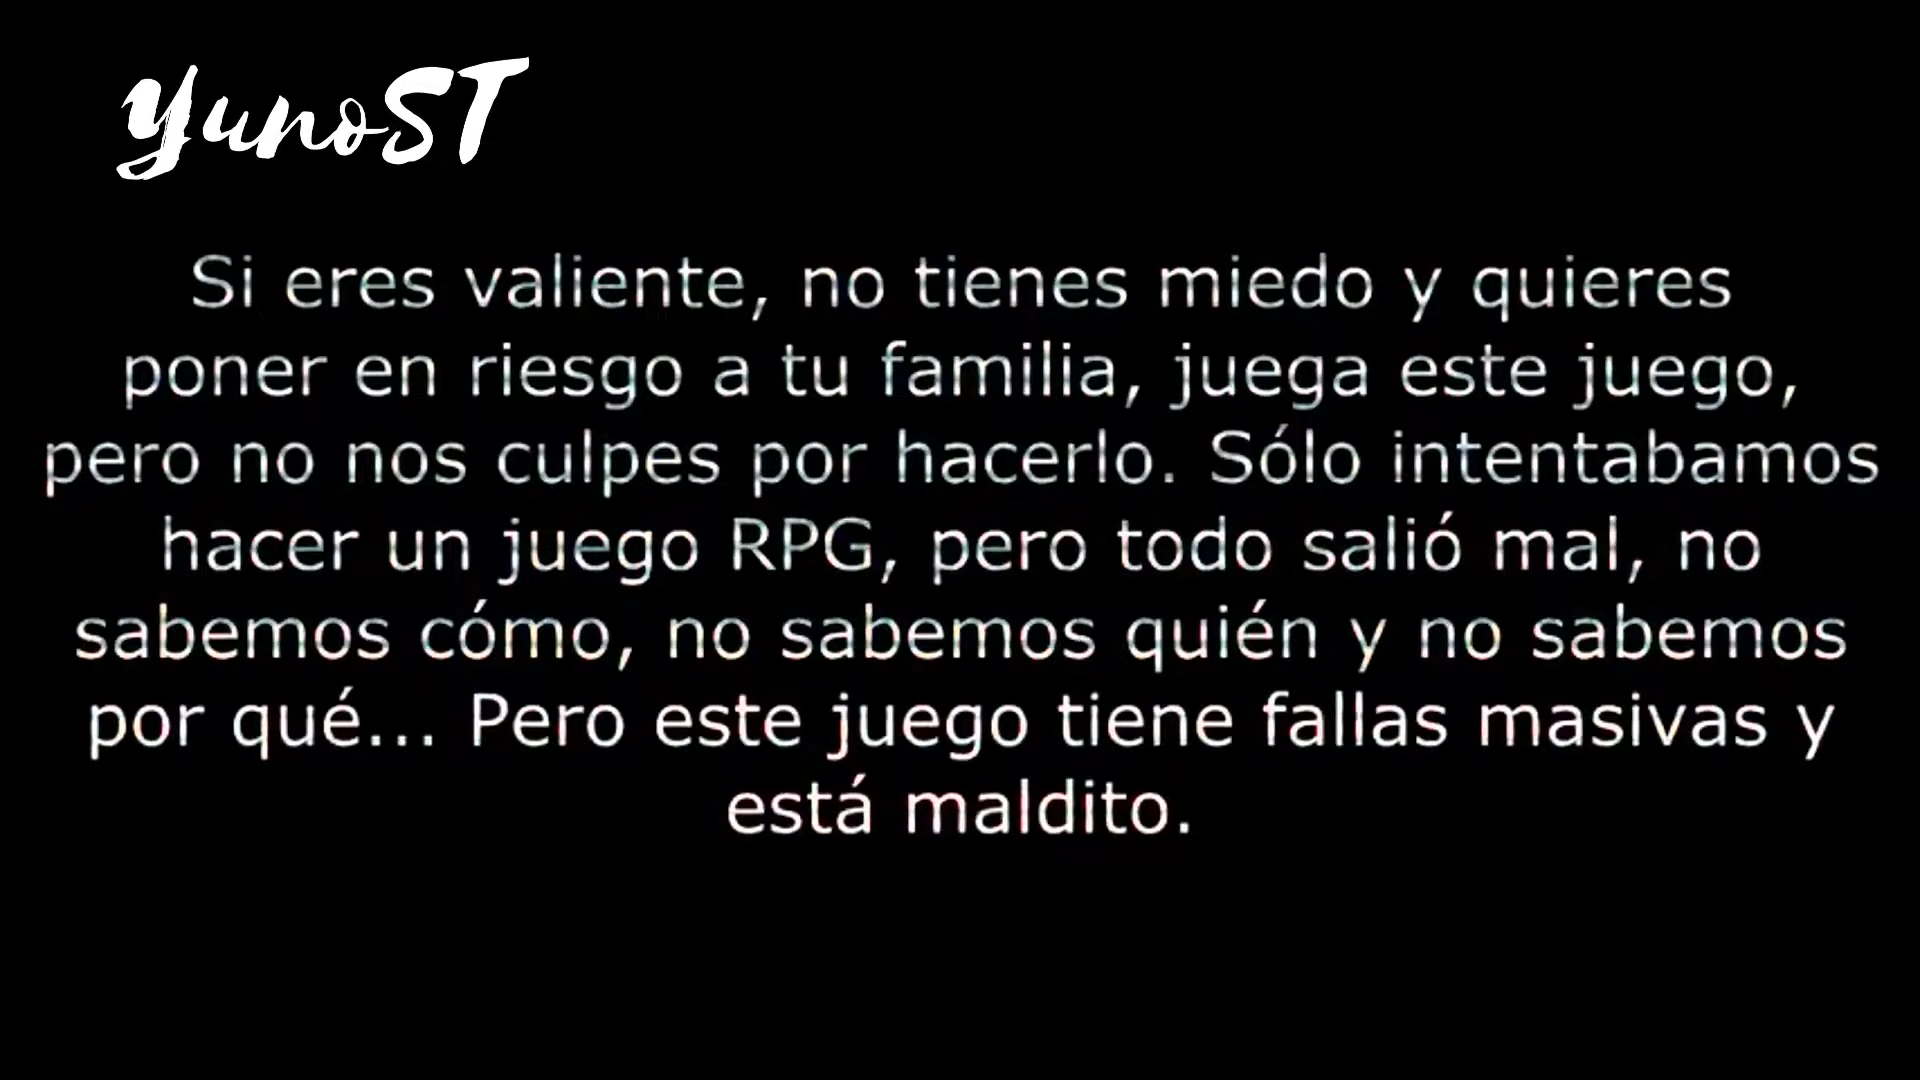 YunoST
Si eres valiente, no tienes miedo y quieres
poner en riesgo a tu familia, juega este juego,
pero no nos culpes por hacerlo. Sólo intentabamos
hacer un juego RPG, pero todo salió mal, no
sabemos cómo, no sabemos quién y no sabemos
por qué... Pero este juego tiene fallas masivas y
está maldito.